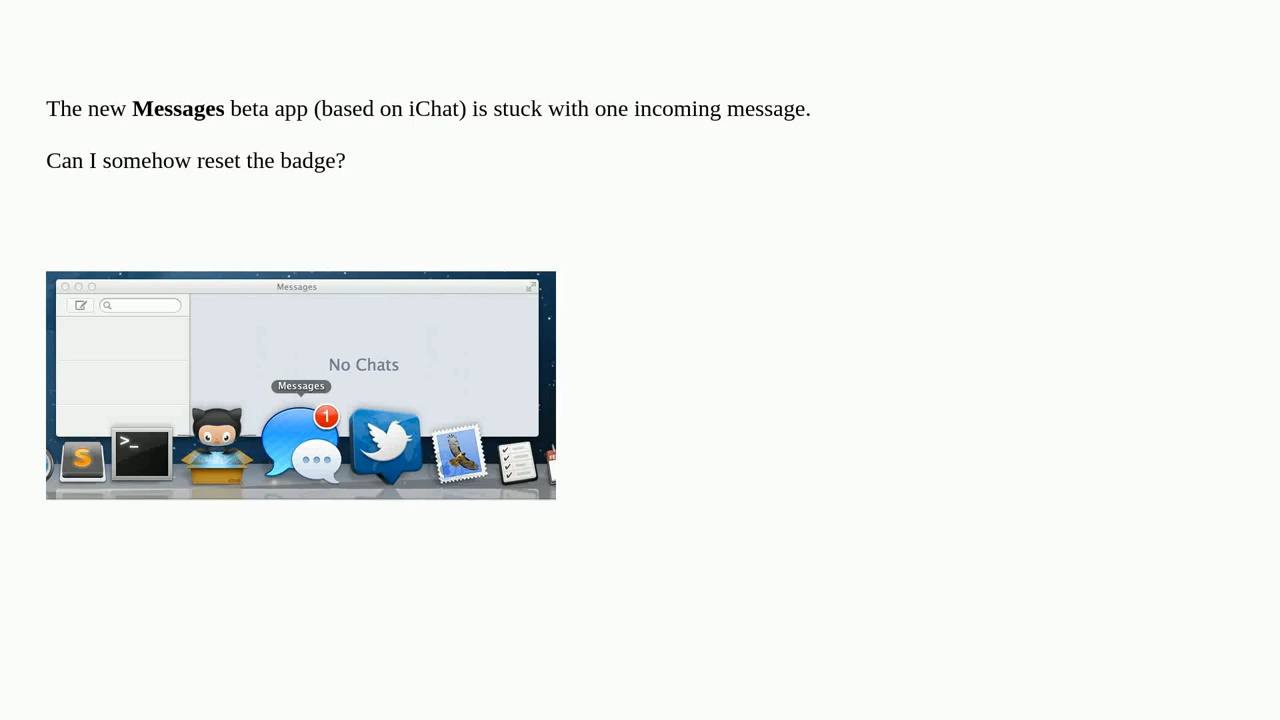 The new Messages beta app (based on iChat) is stuck with one incoming message.
Can I somehow reset the badge?
Messages
No Chats
Messages
1
>_
S